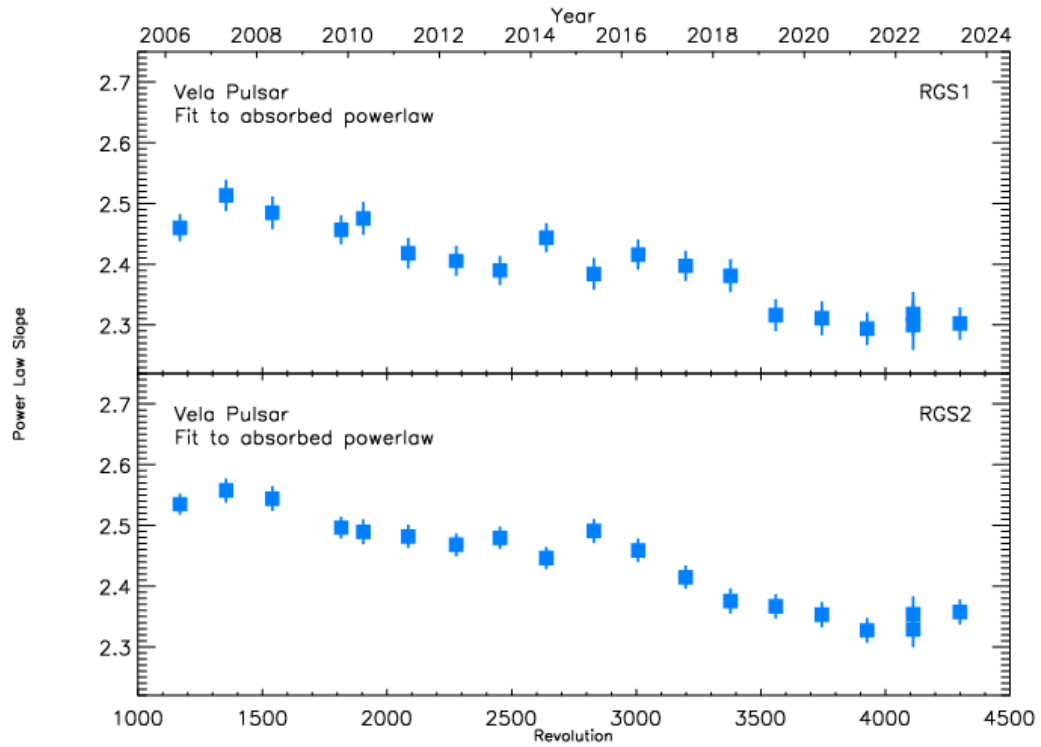 Year
2006 2008 2010 2012 2014 2016 2018 2020 2022 2024
Vela Pulsar
Fit to absorbed powerlaw
RGS1
2.7
2.6
2.5
2.4
2.3
Power Law Slope
Vela Pulsar
Fit to absorbed powerlaw
RGS2
2.7
2.6
2.5
2.4
2.3
1000 1500 2000 2500 3000 3500 4000 4500
Revolution